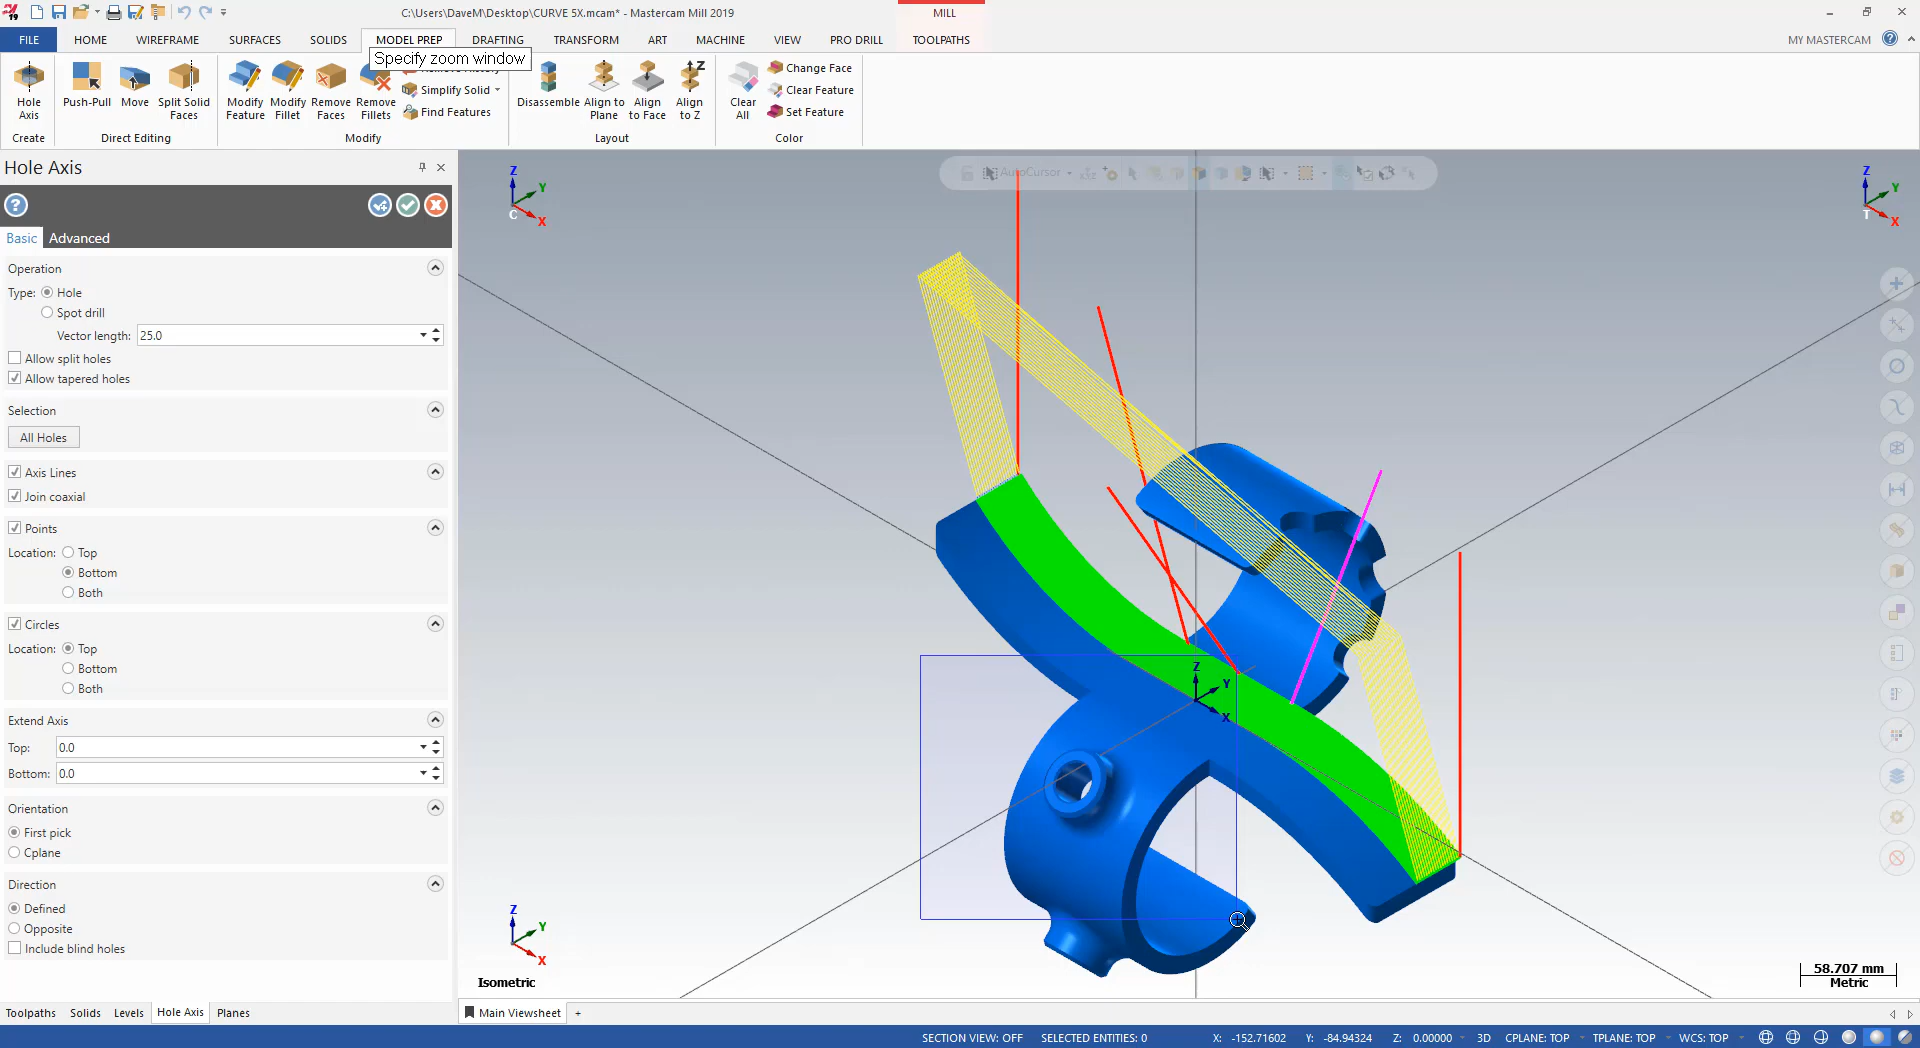 19
C:\Users\DaveM\Desktop\CURVE 5X.mcam* - Mastercam Mill 2019
MILL
FILE
HOME
WIREFRAME
SURFACES
SOLIDS
MODEL PREP
DRAFTING
TRANSFORM
ART
MACHINE
VIEW
PRO DRILL
TOOLPATHS
MY MASTERCAM
Specify zoom window
Hole Axis
Push-Pull
Move
Split Solid Faces
Modify Feature
Modify Fillet
Remove Faces
Remove Fillets
Simplify Solid
Find Features
Disassemble
Align to Plane
Align to Face
Align to Z
Clear All
Change Face
Clear Feature
Set Feature
Create
Direct Editing
Modify
Layout
Color
Hole Axis
Basic
Advanced
Operation
Type: Hole
Spot drill
Vector length: 25.0
Allow split holes
Allow tapered holes
Selection
All Holes
Axis Lines
Join coaxial
Points
Location: Top
Bottom
Both
Circles
Location: Top
Bottom
Both
Extend Axis
Top: 0.0
Bottom: 0.0
Orientation
First pick
Cplane
Direction
Defined
Opposite
Include blind holes
Toolpaths
Solids
Levels
Hole Axis
Planes
AutoCursor
Z
Y
X
C
Z
Y
X
T
Z
Y
X
Z
Y
X
Isometric
58.707 mm
Metric
Main Viewsheet
+
SECTION VIEW: OFF
SELECTED ENTITIES: 0
X: -152.71602
Y: -84.94324
Z: 0.00000
3D
CPLANE: TOP
TPLANE: TOP
WCS: TOP